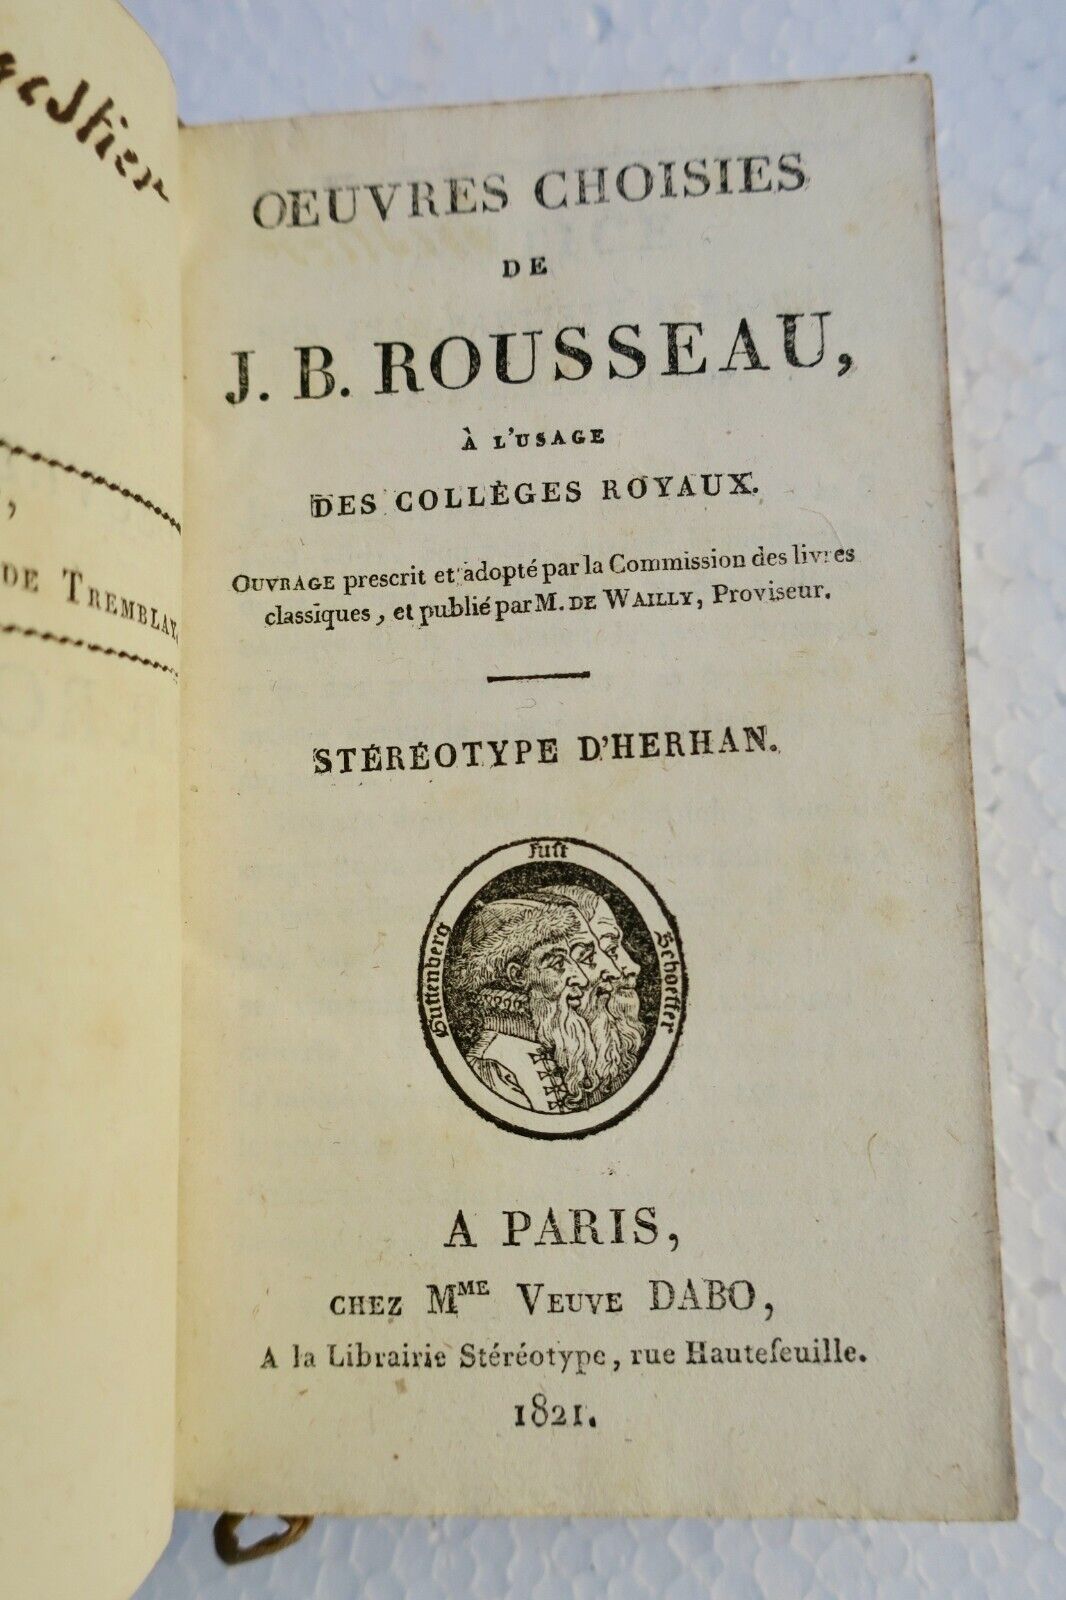 ,
DE TREMBLAY.
OEUVRES CHOISIES
DE
J. B. ROUSSEAU,
À L'USAGE
DES COLLÈGES ROYAUX.
OUVRAGE prescrit et adopté par la Commission des livres
classiques, et publié par M. DE WAILLY, Proviseur.
STÉRÉOTYPE D'HERHAN.
Fust
Guttenberg
Schoeffer
A PARIS,
CHEZ MME VEUVE DABO,
A la Librairie Stéréotype, rue Hautefeuille.
1821.